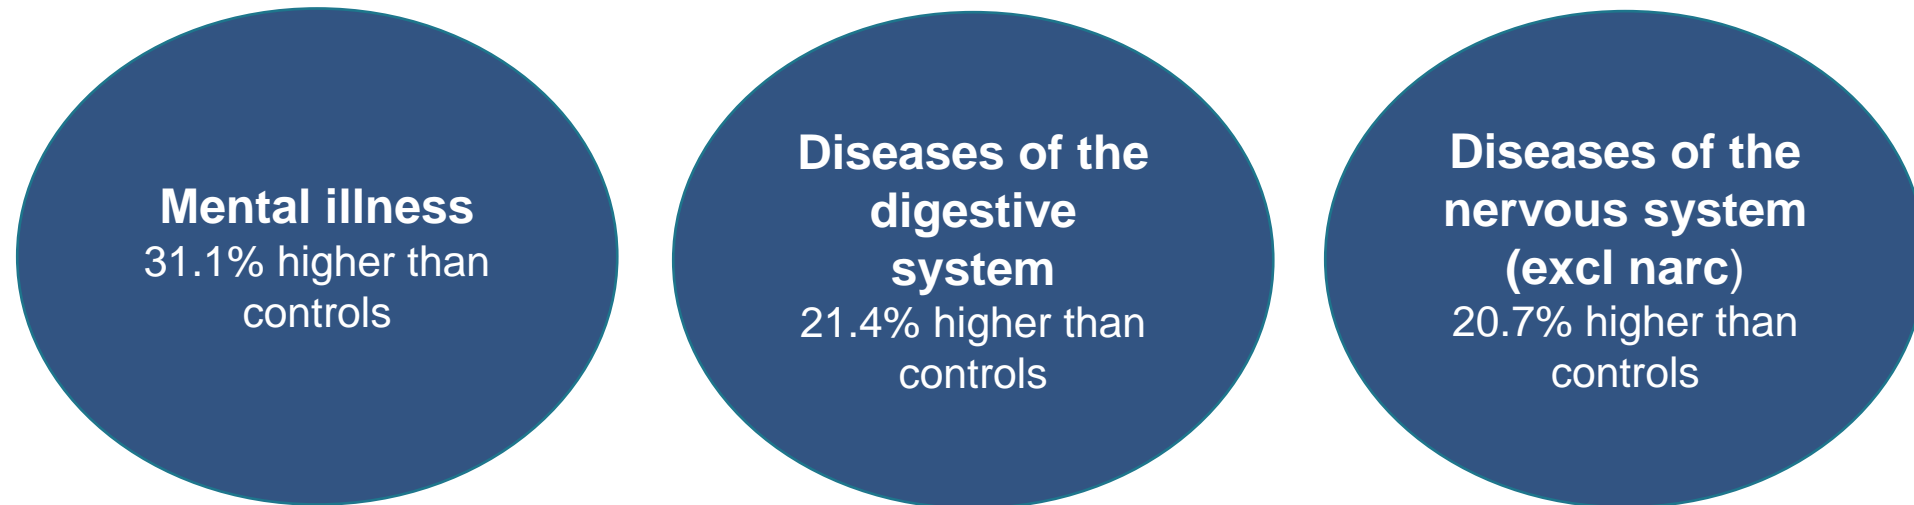 Mental illness
31.1% higher than
controls
Diseases of the
digestive
system
21.4% higher than
controls
Diseases of the
nervous system
(excl narc)
20.7% higher than
controls